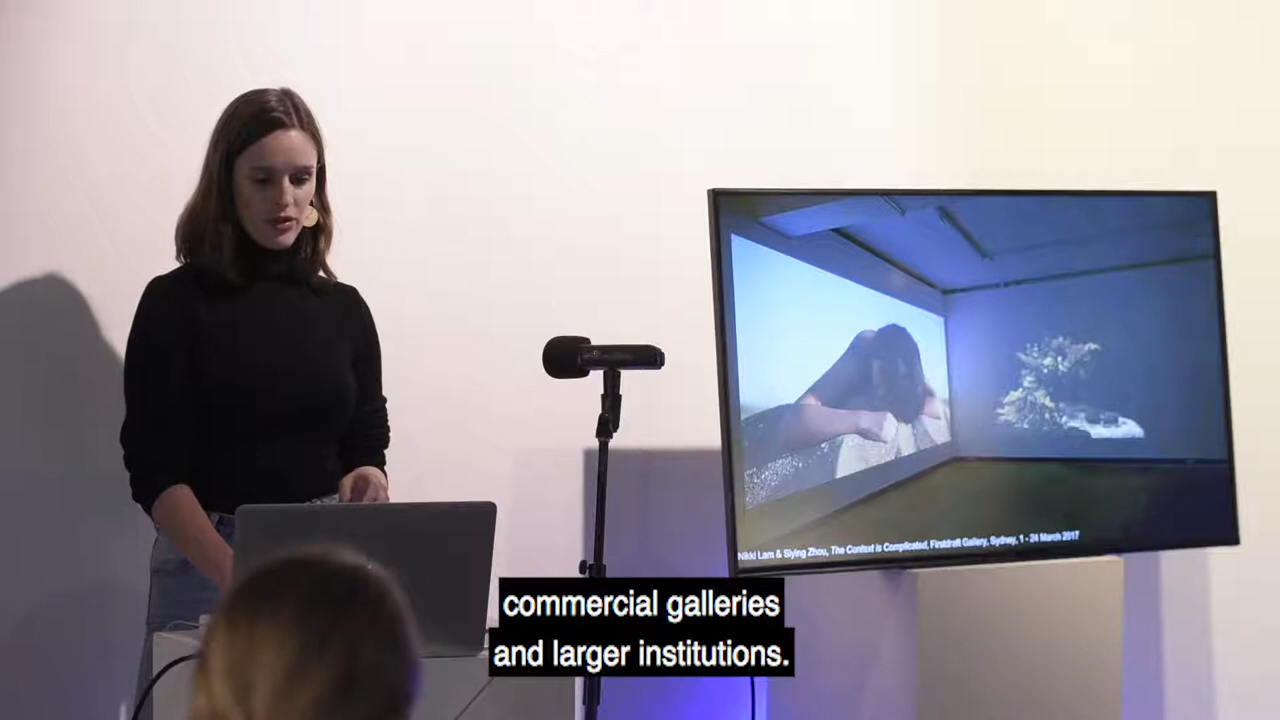 Nikki Lam & Siying Zhou, The Context is Complicated, Firstdraft Gallery, Sydney, 1 - 24 March 2017
commercial galleries
and larger institutions.